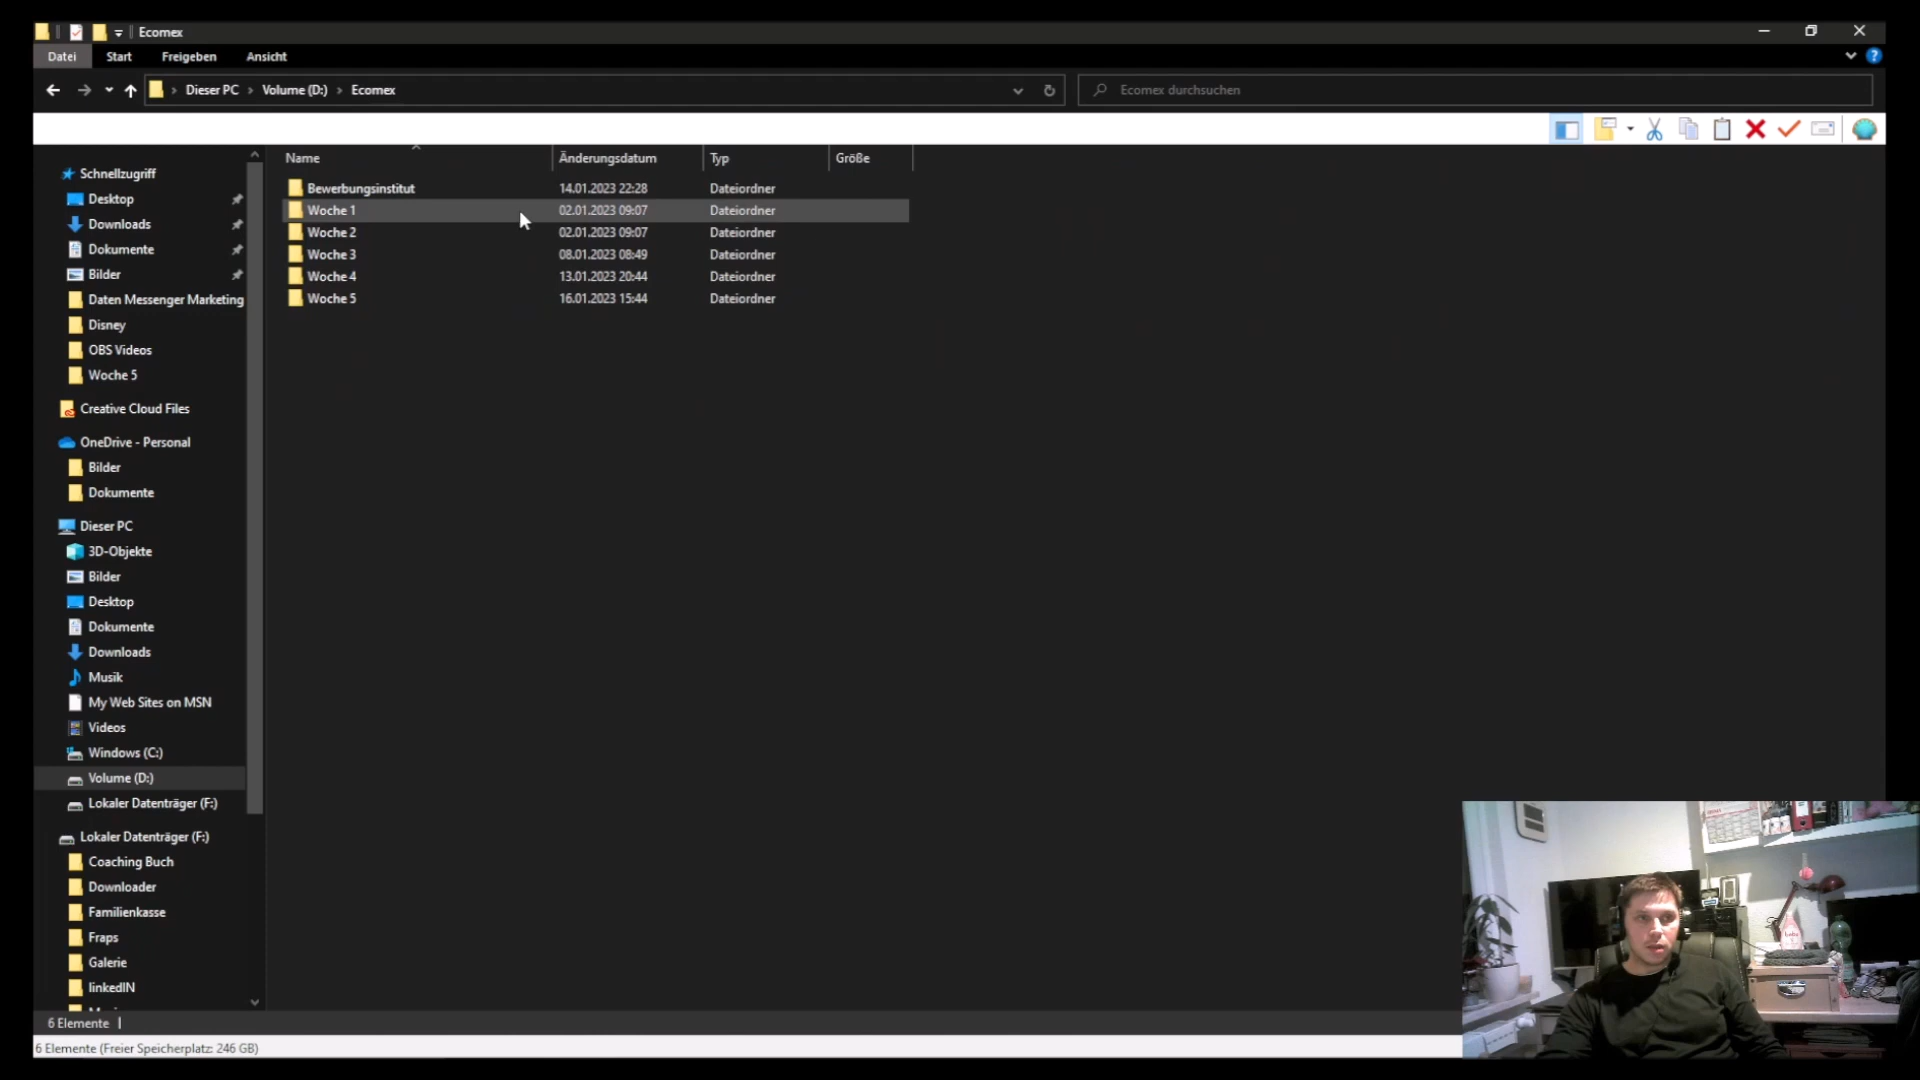 Ecomex
Datei Start Freigeben Ansicht
Dieser PC Volume (D:) Ecomex
Ecomex durchsuchen
Name Änderungsdatum Typ Größe
Bewerbungsinstitut 14.01.2023 22:28 Dateiordner
Woche 1 02.01.2023 09:07 Dateiordner
Woche 2 02.01.2023 09:07 Dateiordner
Woche 3 08.01.2023 08:49 Dateiordner
Woche 4 13.01.2023 20:44 Dateiordner
Woche 5 16.01.2023 15:44 Dateiordner
Schnellzugriff
Desktop
Downloads
Dokumente
Bilder
Daten Messenger Marketing
Disney
OBS Videos
Woche 5
Creative Cloud Files
OneDrive - Personal
Bilder
Dokumente
Dieser PC
3D-Objekte
Bilder
Desktop
Dokumente
Downloads
Musik
My Web Sites on MSN
Videos
Windows (C:)
Volume (D:)
Lokaler Datenträger (F:)
Lokaler Datenträger (F:)
Coaching Buch
Downloader
Familienkasse
Fraps
Galerie
linkedIN
6 Elemente
6 Elemente (Freier Speicherplatz: 246 GB)